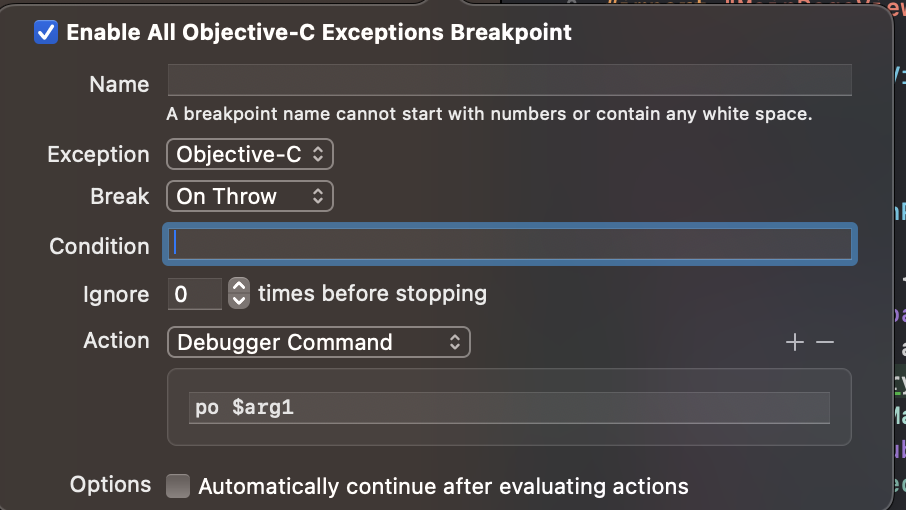 Enable All Objective-C Exceptions Breakpoint
Name
A breakpoint name cannot start with numbers or contain any white space.
Exception Objective-C
Break On Throw
Condition
Ignore 0 times before stopping
Action Debugger Command
po $arg1
Options Automatically continue after evaluating actions